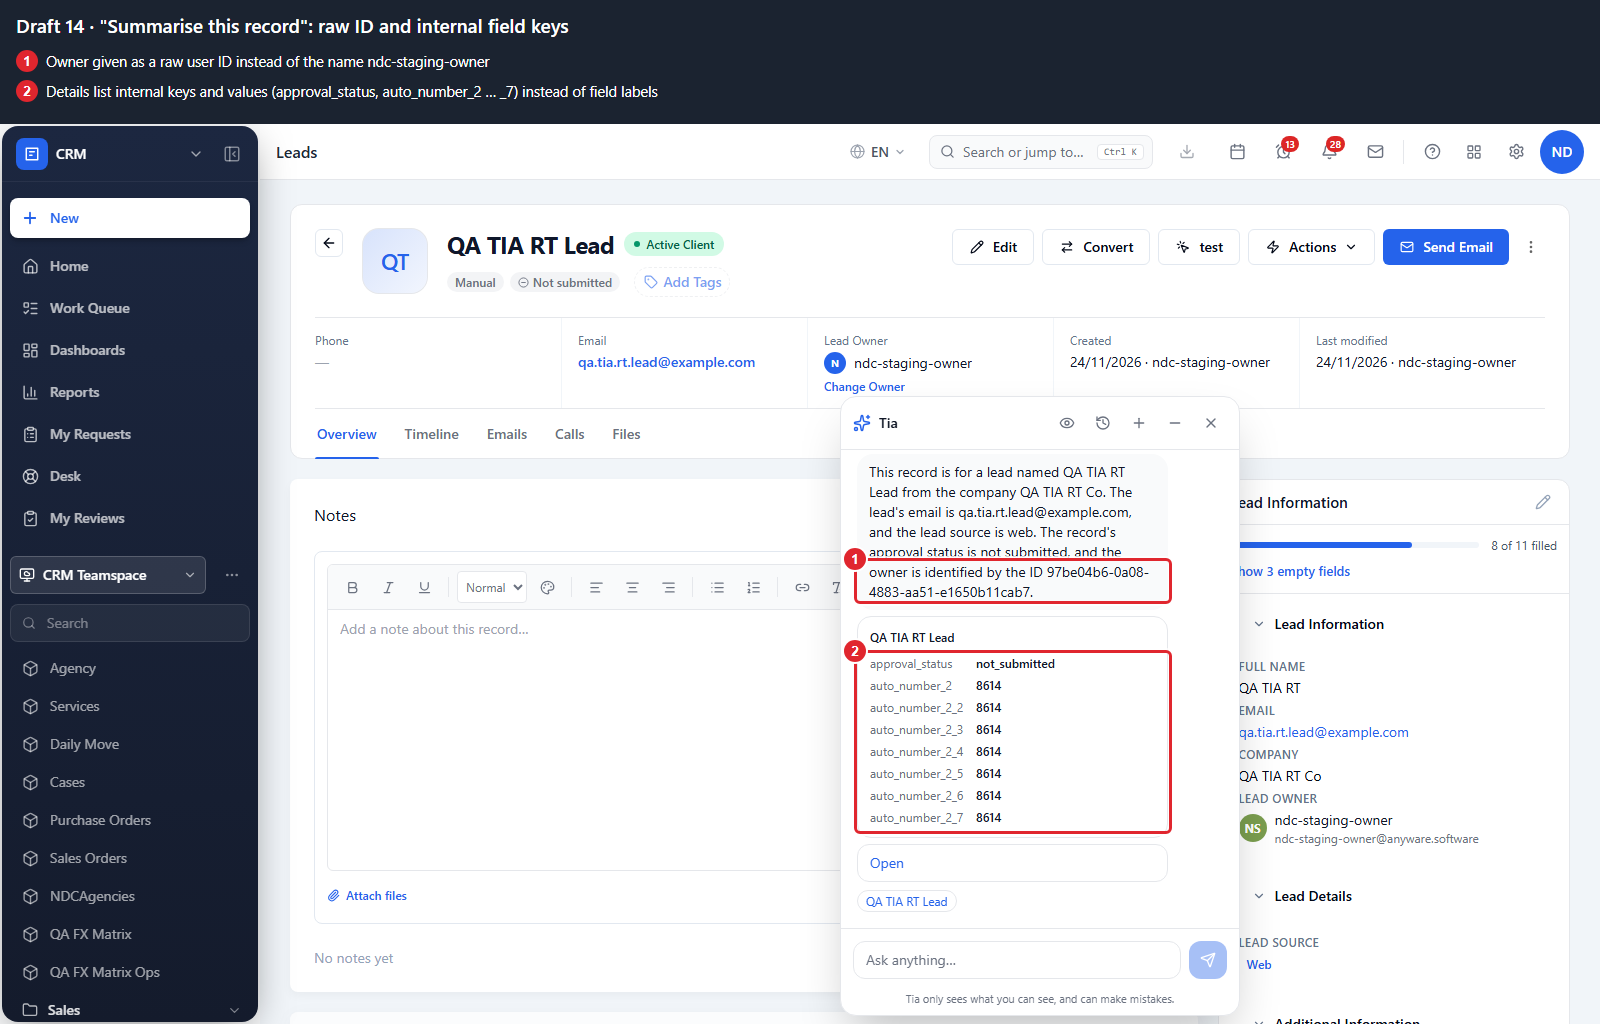 Draft 14 · "Summarise this record": raw ID and internal field keys
1 Owner given as a raw user ID instead of the name ndc-staging-owner
2 Details list internal keys and values (approval_status, auto_number_2 ... _7) instead of field labels
CRM
New
Home
Work Queue
Dashboards
Reports
My Requests
Desk
My Reviews
CRM Teamspace
Search
Agency
Services
Daily Move
Cases
Purchase Orders
Sales Orders
NDCAgencies
QA FX Matrix
QA FX Matrix Ops
Sales
Leads
EN
Search or jump to...
Ctrl K
13
28
ND
QT
QA TIA RT Lead
Active Client
Manual
Not submitted
Add Tags
Edit
Convert
test
Actions
Send Email
Phone
—
Email
qa.tia.rt.lead@example.com
Lead Owner
N ndc-staging-owner
Change Owner
Created
24/11/2026 · ndc-staging-owner
Last modified
24/11/2026 · ndc-staging-owner
Overview
Timeline
Emails
Calls
Files
Notes
B I U
Normal
Add a note about this record...
Attach files
No notes yet
Tia
This record is for a lead named QA TIA RT
Lead from the company QA TIA RT Co. The
lead's email is qa.tia.rt.lead@example.com,
and the lead source is web. The record's
approval status is not submitted, and the
1
owner is identified by the ID 97be04b6-0a08-
4883-aa51-e1650b11cab7.
QA TIA RT Lead
2
approval_status not_submitted
auto_number_2 8614
auto_number_2_2 8614
auto_number_2_3 8614
auto_number_2_4 8614
auto_number_2_5 8614
auto_number_2_6 8614
auto_number_2_7 8614
Open
QA TIA RT Lead
Ask anything...
Tia only sees what you can see, and can make mistakes.
ead Information
8 of 11 filled
how 3 empty fields
Lead Information
FULL NAME
QA TIA RT
EMAIL
qa.tia.rt.lead@example.com
COMPANY
QA TIA RT Co
LEAD OWNER
NS
ndc-staging-owner
ndc-staging-owner@anyware.software
Lead Details
LEAD SOURCE
Web
Additional Information